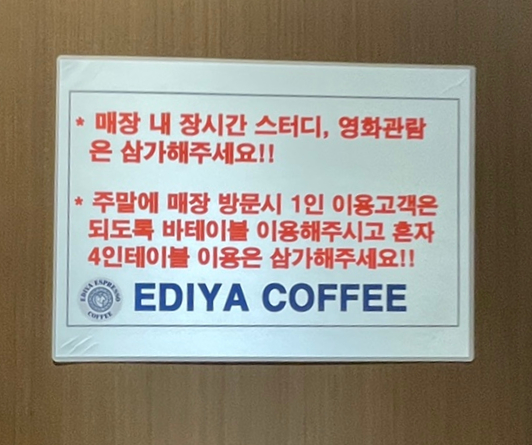 * 매장 내 장시간 스터디, 영화관람
은 삼가해주세요!!
* 주말에 매장 방문시 1인 이용고객은
되도록 바테이블 이용해주시고 혼자
4인테이블 이용은 삼가해주세요!!
EDIYA ESPRESSO COFFEE
EDIYA COFFEE